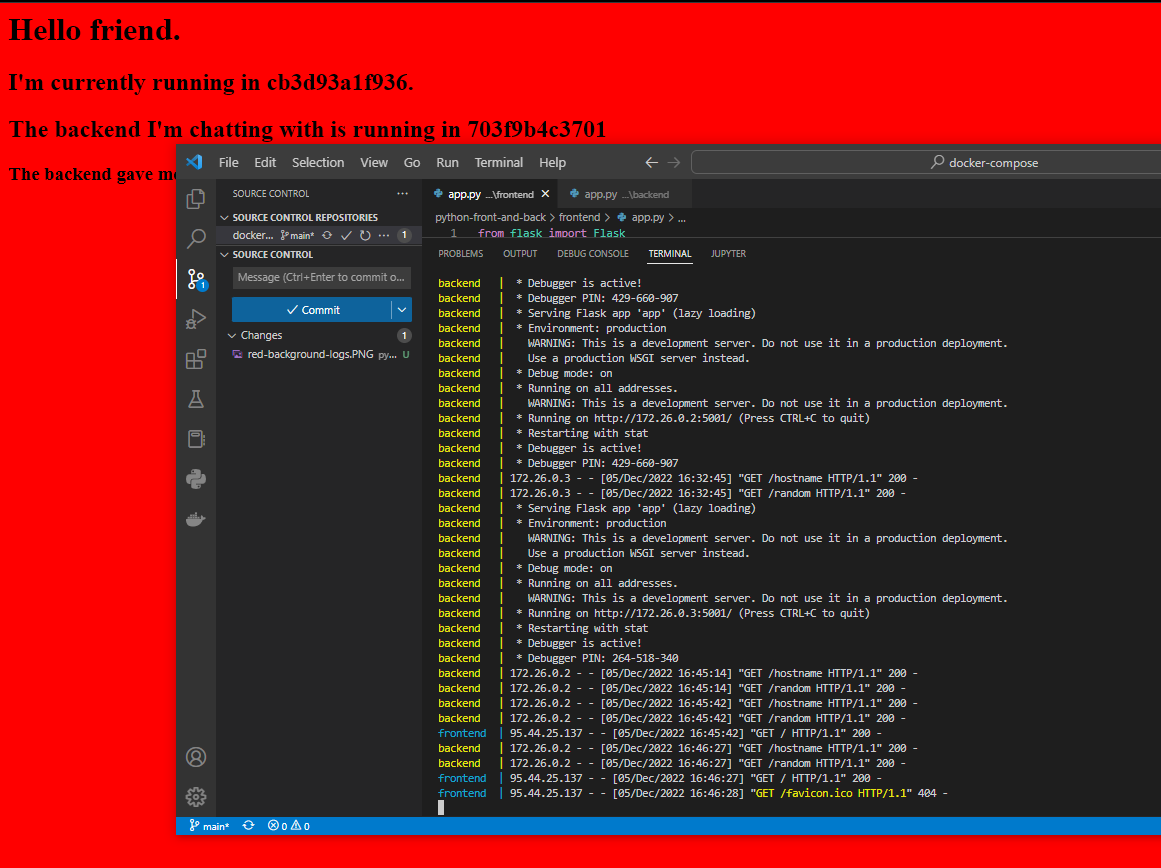 Hello friend.
I'm currently running in cb3d93a1f936.
The backend I'm chatting with is running in 703f9b4c3701
The backend gave me
File Edit Selection View Go Run Terminal Help
docker-compose
SOURCE CONTROL
SOURCE CONTROL REPOSITORIES
docker... main* 1
SOURCE CONTROL
Message (Ctrl+Enter to commit o...
Commit
Changes 1
red-background-logs.PNG py... U
1
app.py ...\frontend app.py ...\backend
python-front-and-back > frontend > app.py > ...
1 from flask import Flask
PROBLEMS OUTPUT DEBUG CONSOLE TERMINAL JUPYTER
backend | * Debugger is active!
backend | * Debugger PIN: 429-660-907
backend | * Serving Flask app 'app' (lazy loading)
backend | * Environment: production
backend | WARNING: This is a development server. Do not use it in a production deployment.
backend | Use a production WSGI server instead.
backend | * Debug mode: on
backend | * Running on all addresses.
backend | WARNING: This is a development server. Do not use it in a production deployment.
backend | * Running on http://172.26.0.2:5001/ (Press CTRL+C to quit)
backend | * Restarting with stat
backend | * Debugger is active!
backend | * Debugger PIN: 429-660-907
backend | 172.26.0.3 - - [05/Dec/2022 16:32:45] "GET /hostname HTTP/1.1" 200 -
backend | 172.26.0.3 - - [05/Dec/2022 16:32:45] "GET /random HTTP/1.1" 200 -
backend | * Serving Flask app 'app' (lazy loading)
backend | * Environment: production
backend | WARNING: This is a development server. Do not use it in a production deployment.
backend | Use a production WSGI server instead.
backend | * Debug mode: on
backend | * Running on all addresses.
backend | WARNING: This is a development server. Do not use it in a production deployment.
backend | * Running on http://172.26.0.3:5001/ (Press CTRL+C to quit)
backend | * Restarting with stat
backend | * Debugger is active!
backend | * Debugger PIN: 264-518-340
backend | 172.26.0.2 - - [05/Dec/2022 16:45:14] "GET /hostname HTTP/1.1" 200 -
backend | 172.26.0.2 - - [05/Dec/2022 16:45:14] "GET /random HTTP/1.1" 200 -
backend | 172.26.0.2 - - [05/Dec/2022 16:45:42] "GET /hostname HTTP/1.1" 200 -
backend | 172.26.0.2 - - [05/Dec/2022 16:45:42] "GET /random HTTP/1.1" 200 -
frontend | 95.44.25.137 - - [05/Dec/2022 16:45:42] "GET / HTTP/1.1" 200 -
backend | 172.26.0.2 - - [05/Dec/2022 16:46:27] "GET /hostname HTTP/1.1" 200 -
backend | 172.26.0.2 - - [05/Dec/2022 16:46:27] "GET /random HTTP/1.1" 200 -
frontend | 95.44.25.137 - - [05/Dec/2022 16:46:27] "GET / HTTP/1.1" 200 -
frontend | 95.44.25.137 - - [05/Dec/2022 16:46:28] "GET /favicon.ico HTTP/1.1" 404 -
main* 0 0